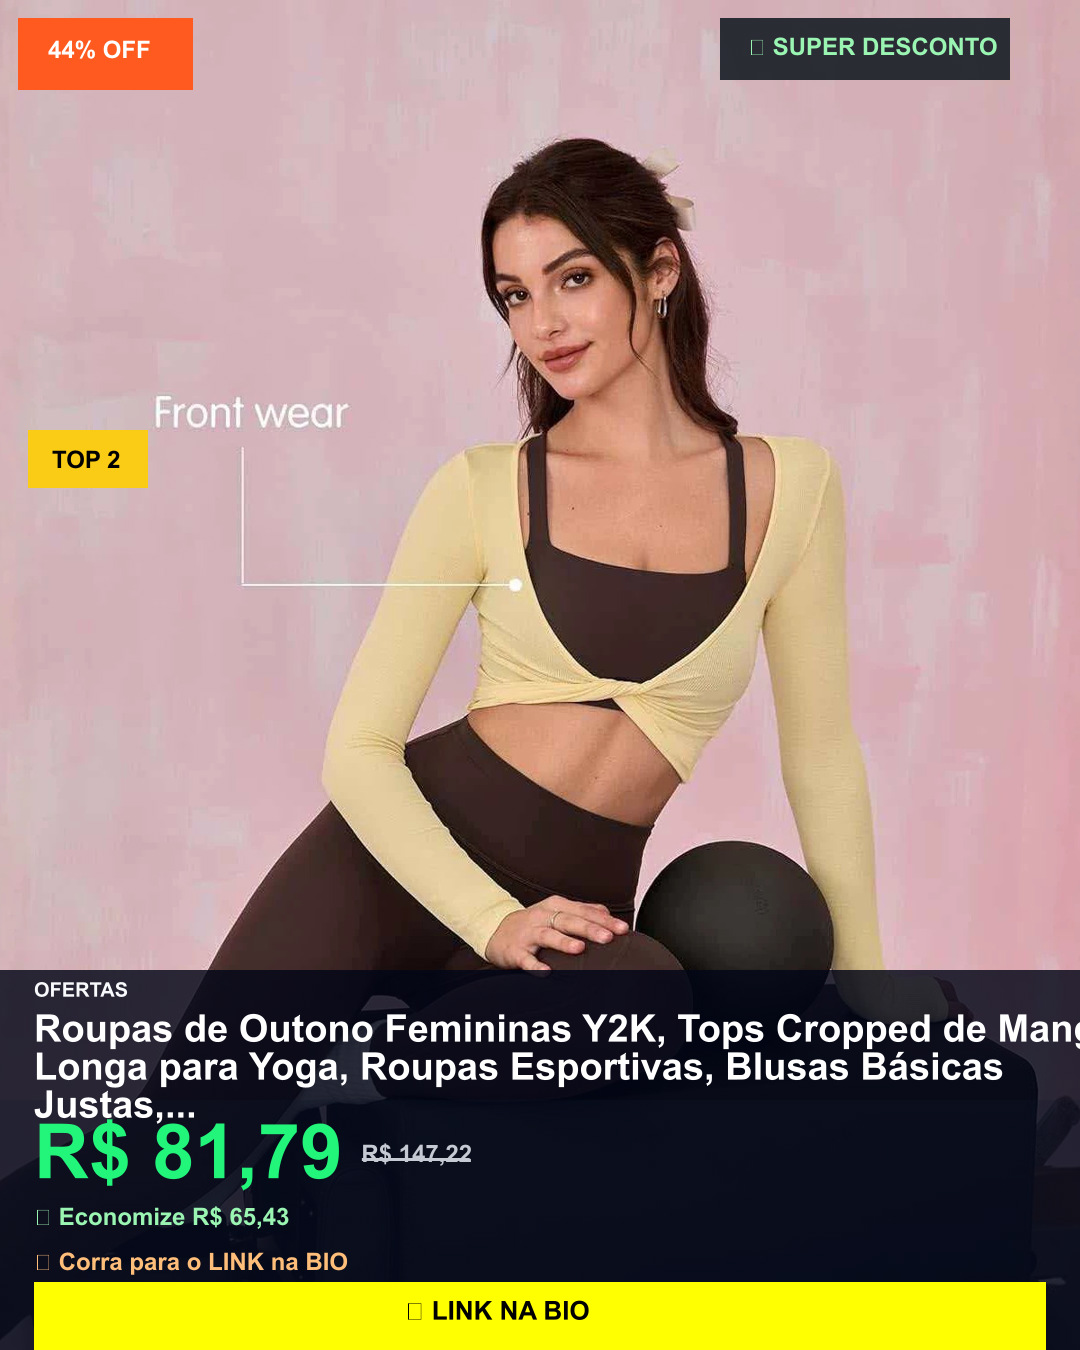 44% OFF
SUPER DESCONTO
Front wear
TOP 2
OFERTAS
Roupas de Outono Femininas Y2K, Tops Cropped de Mang
Longa para Yoga, Roupas Esportivas, Blusas Básicas
Justas,...
R$ 81,79 R$ 147,22
Economize R$ 65,43
Corra para o LINK na BIO
LINK NA BIO